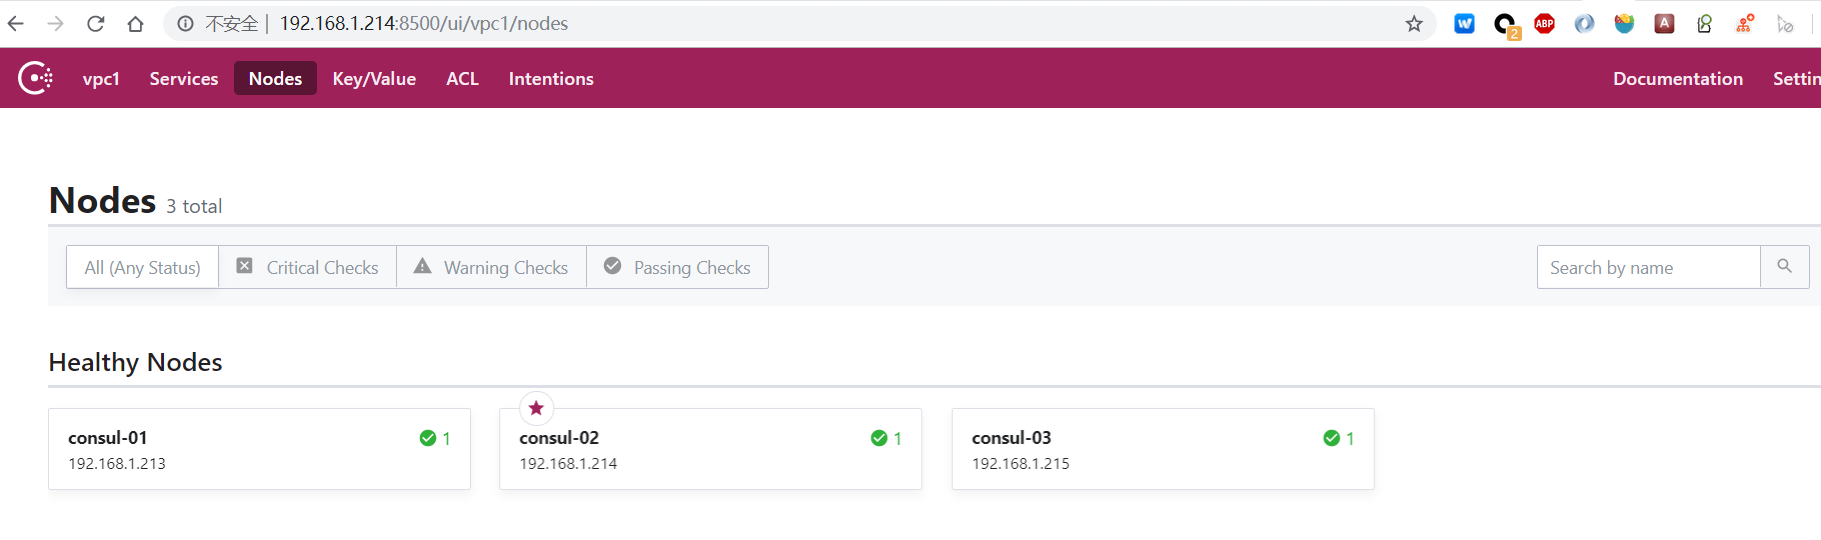 不安全 | 192.168.1.214:8500/ui/vpc1/nodes
W 2 ABP A
vpc1 Services Nodes Key/Value ACL Intentions Documentation Settin
Nodes 3 total
All (Any Status) Critical Checks Warning Checks Passing Checks Search by name
Healthy Nodes
consul-01 1 consul-02 1 consul-03 1
192.168.1.213 192.168.1.214 192.168.1.215